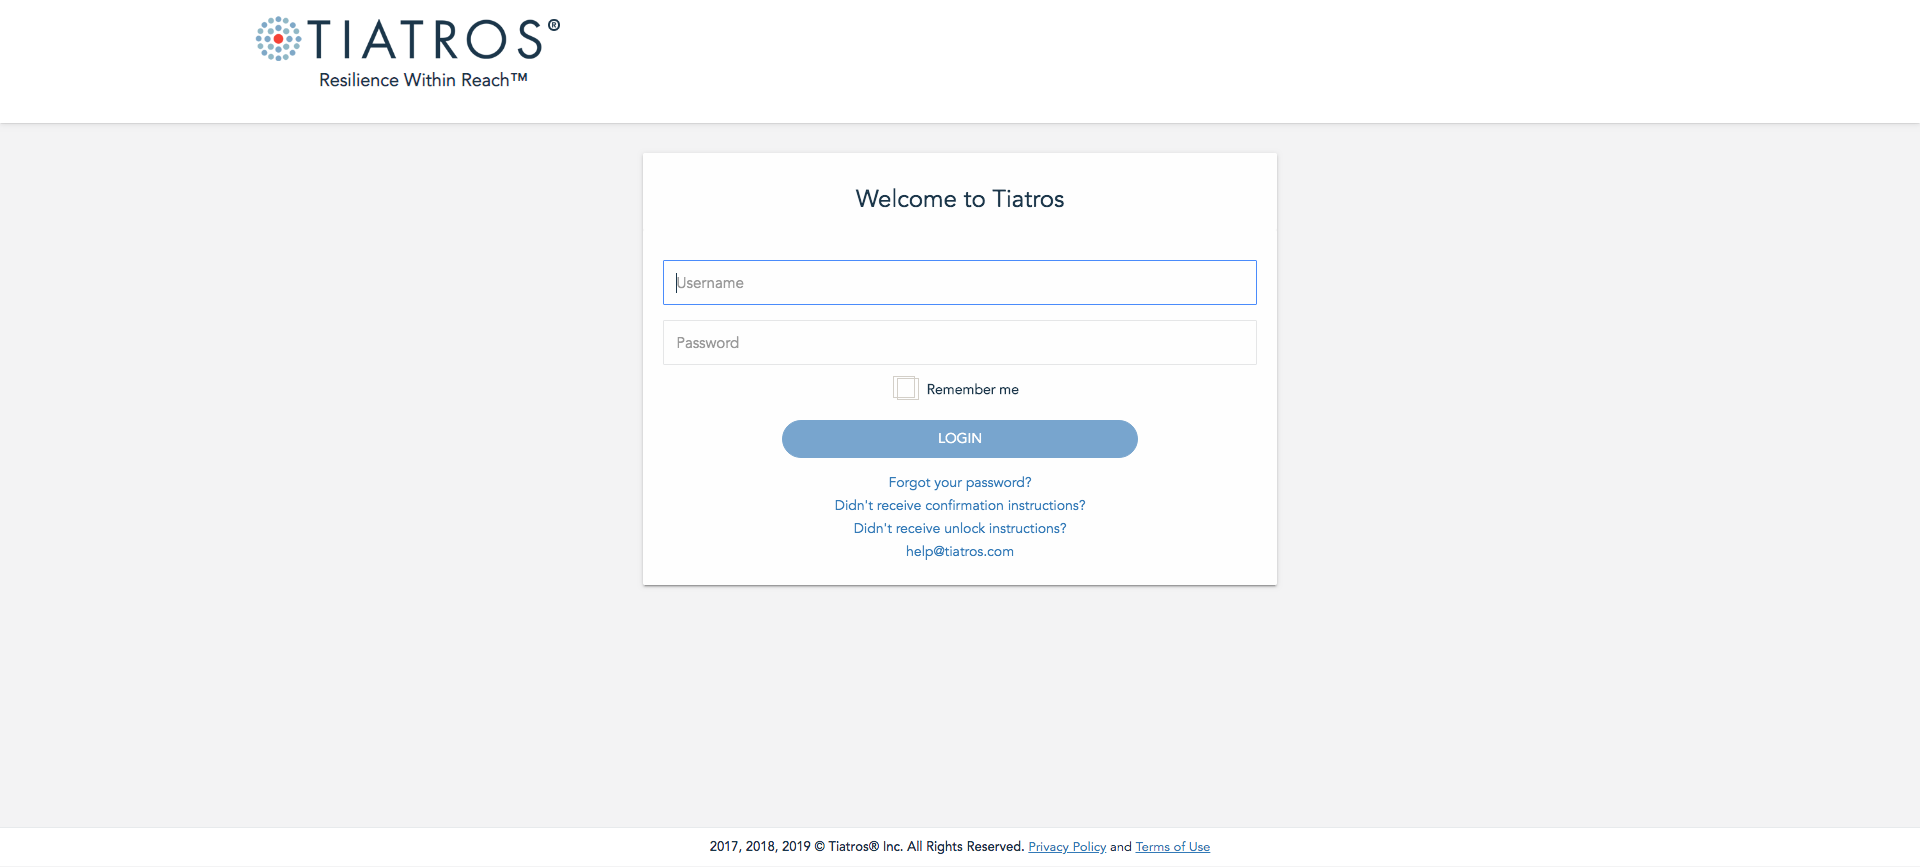 TIATROS®
Resilience Within Reach™
Welcome to Tiatros
Username
Password
Remember me
LOGIN
Forgot your password?
Didn't receive confirmation instructions?
Didn't receive unlock instructions?
help@tiatros.com
2017, 2018, 2019 © Tiatros® Inc. All Rights Reserved. Privacy Policy and Terms of Use